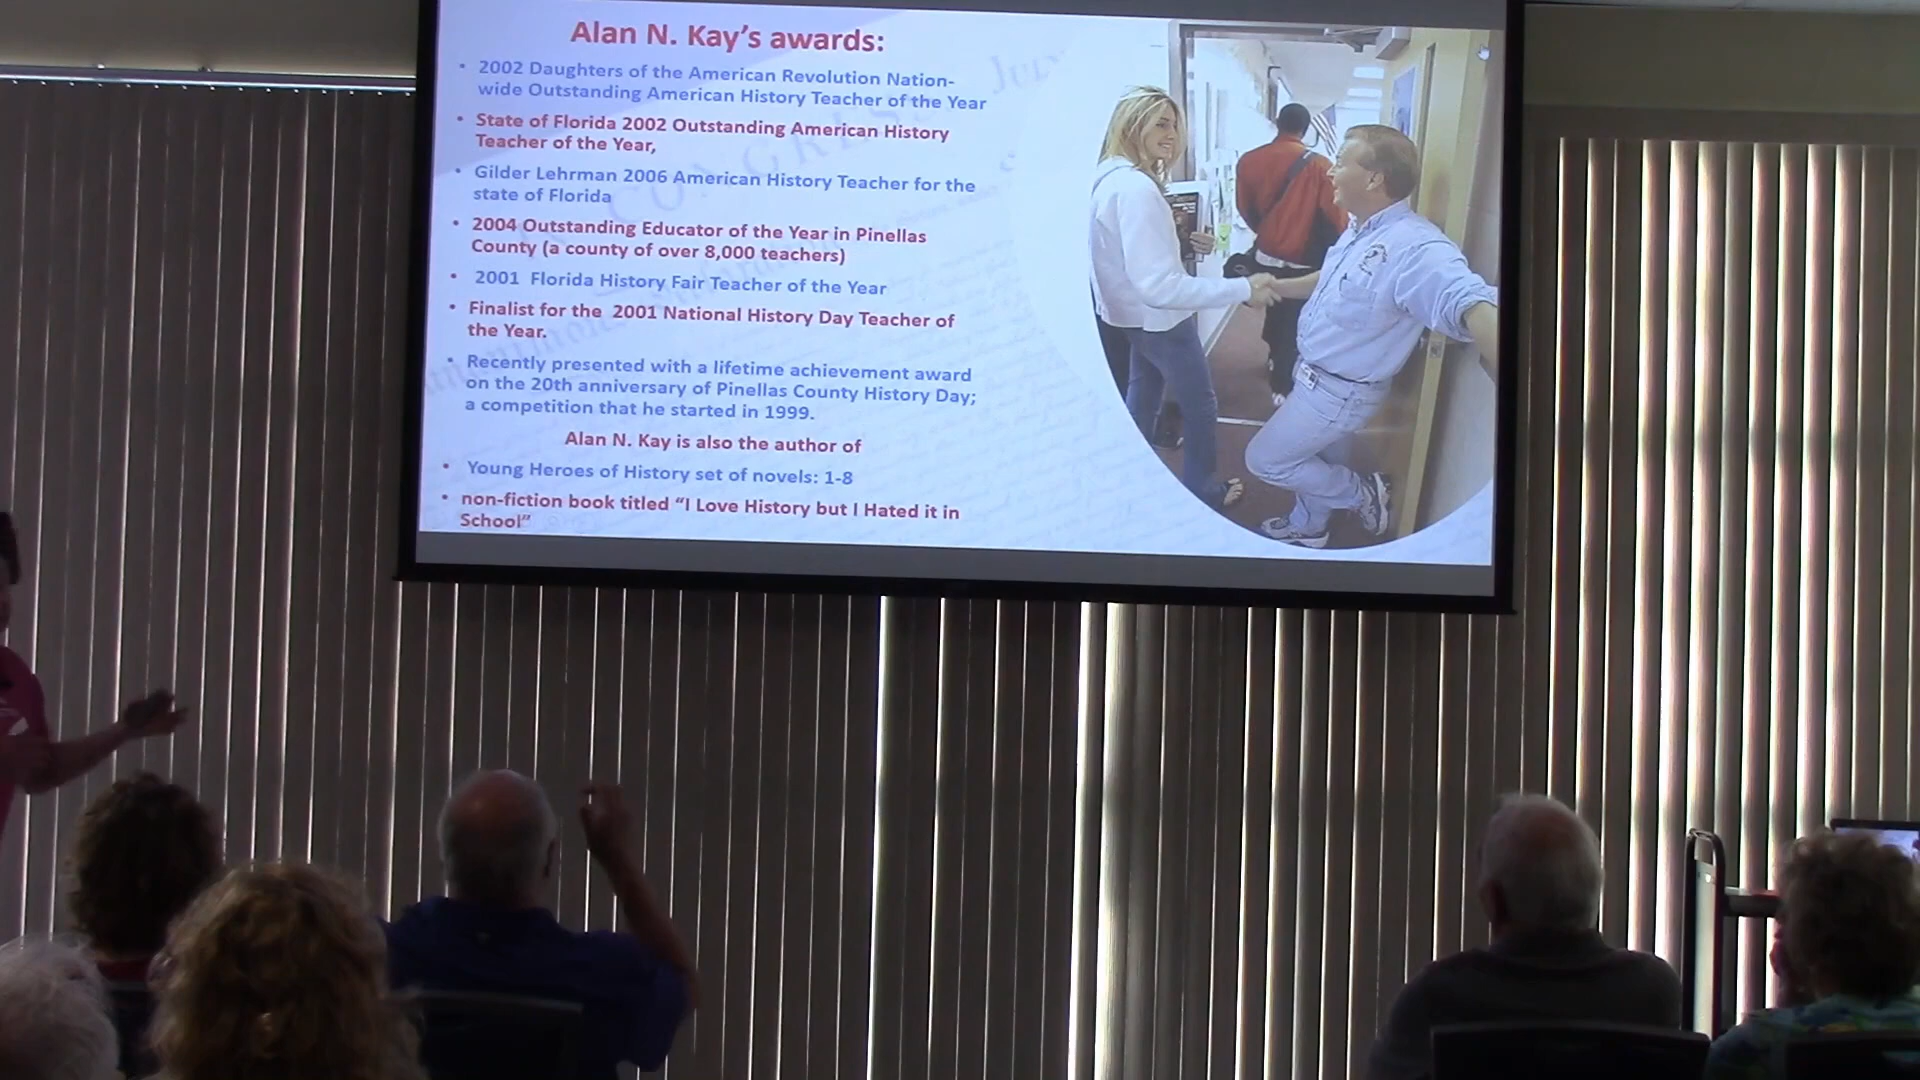 Alan N. Kay's awards:
• 2002 Daughters of the American Revolution Nation-
wide Outstanding American History Teacher of the Year
• State of Florida 2002 Outstanding American History
Teacher of the Year,
• Gilder Lehrman 2006 American History Teacher for the
state of Florida
• 2004 Outstanding Educator of the Year in Pinellas
County (a county of over 8,000 teachers)
• 2001 Florida History Fair Teacher of the Year
• Finalist for the 2001 National History Day Teacher of
the Year.
• Recently presented with a lifetime achievement award
on the 20th anniversary of Pinellas County History Day;
a competition that he started in 1999.
Alan N. Kay is also the author of
• Young Heroes of History set of novels: 1-8
• non-fiction book titled “I Love History but I Hated it in
School”